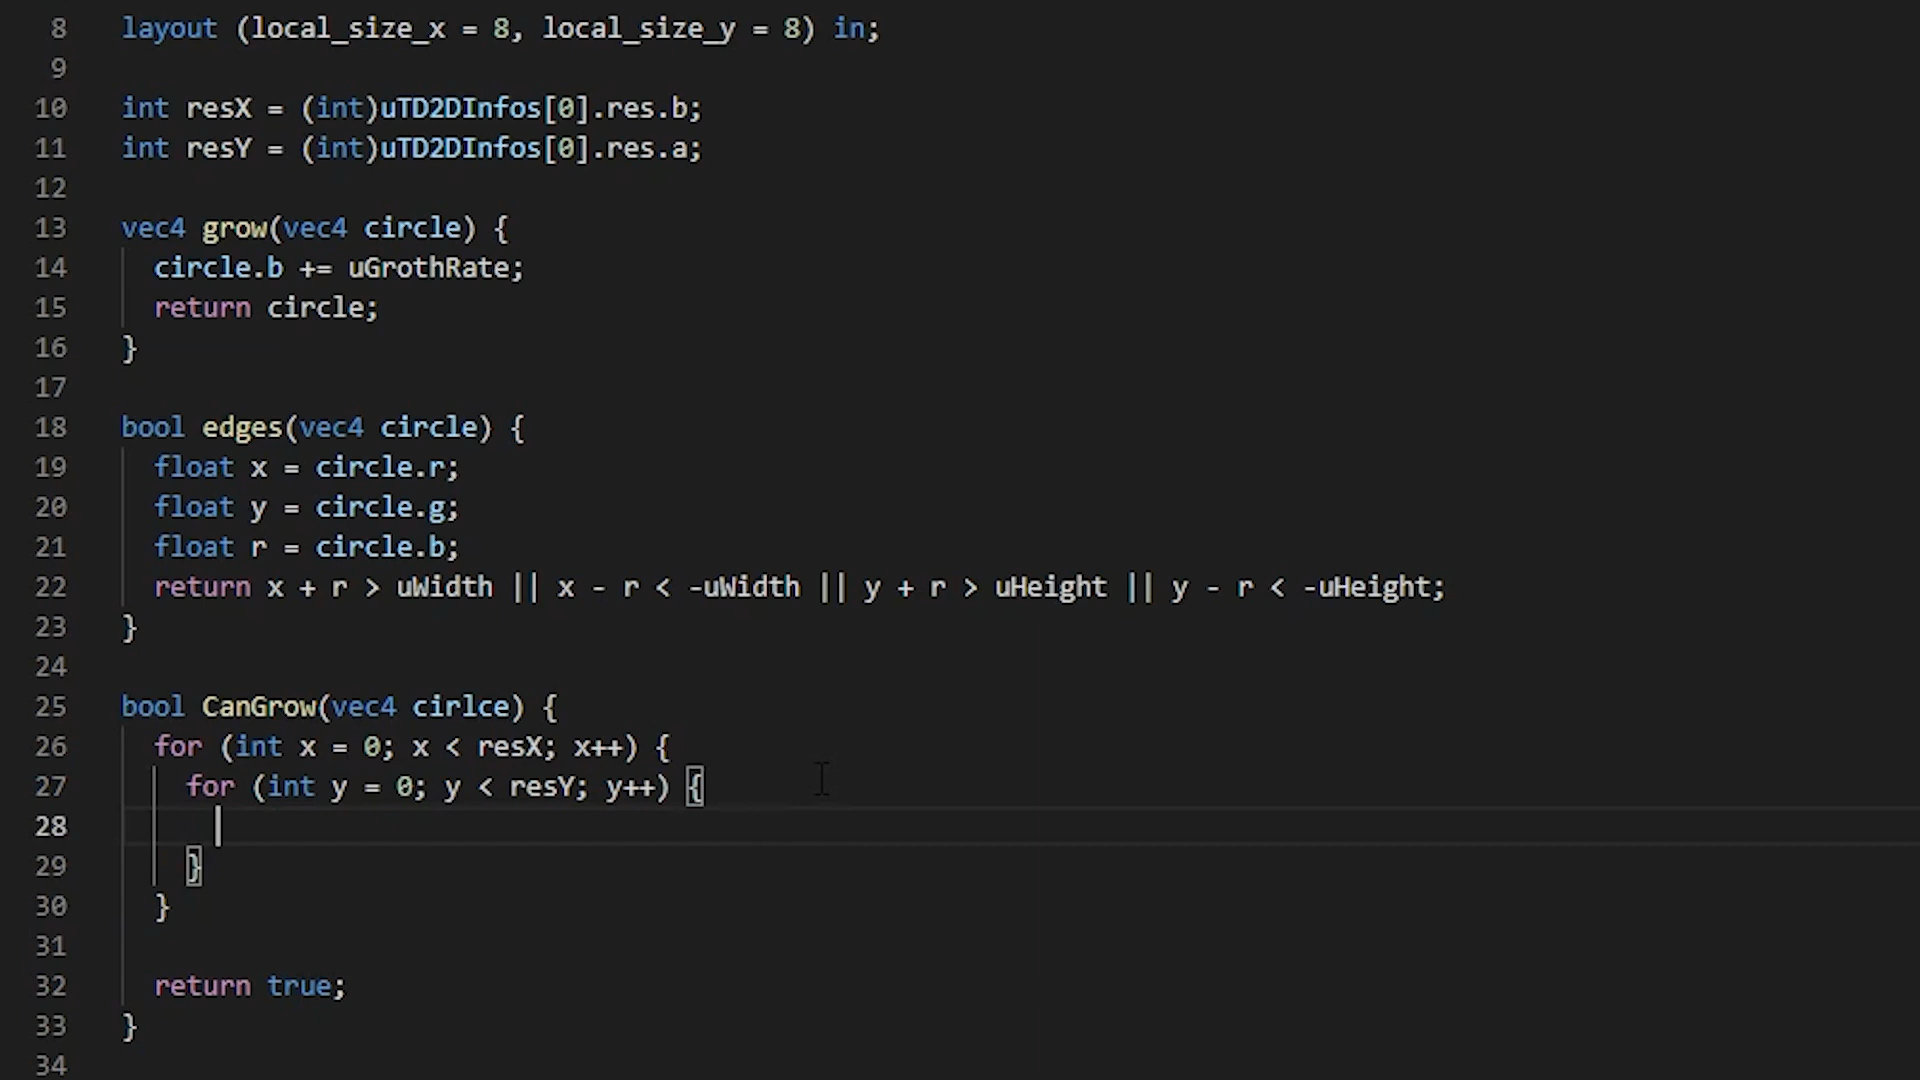 8 layout (local_size_x = 8, local_size_y = 8) in;
9
10 int resX = (int)uTD2DInfos[0].res.b;
11 int resY = (int)uTD2DInfos[0].res.a;
12
13 vec4 grow(vec4 circle) {
14 circle.b += uGrothRate;
15 return circle;
16 }
17
18 bool edges(vec4 circle) {
19 float x = circle.r;
20 float y = circle.g;
21 float r = circle.b;
22 return x + r > uWidth || x - r < -uWidth || y + r > uHeight || y - r < -uHeight;
23 }
24
25 bool CanGrow(vec4 cirlce) {
26 for (int x = 0; x < resX; x++) {
27 for (int y = 0; y < resY; y++) {
28
29 }
30 }
31
32 return true;
33 }
34